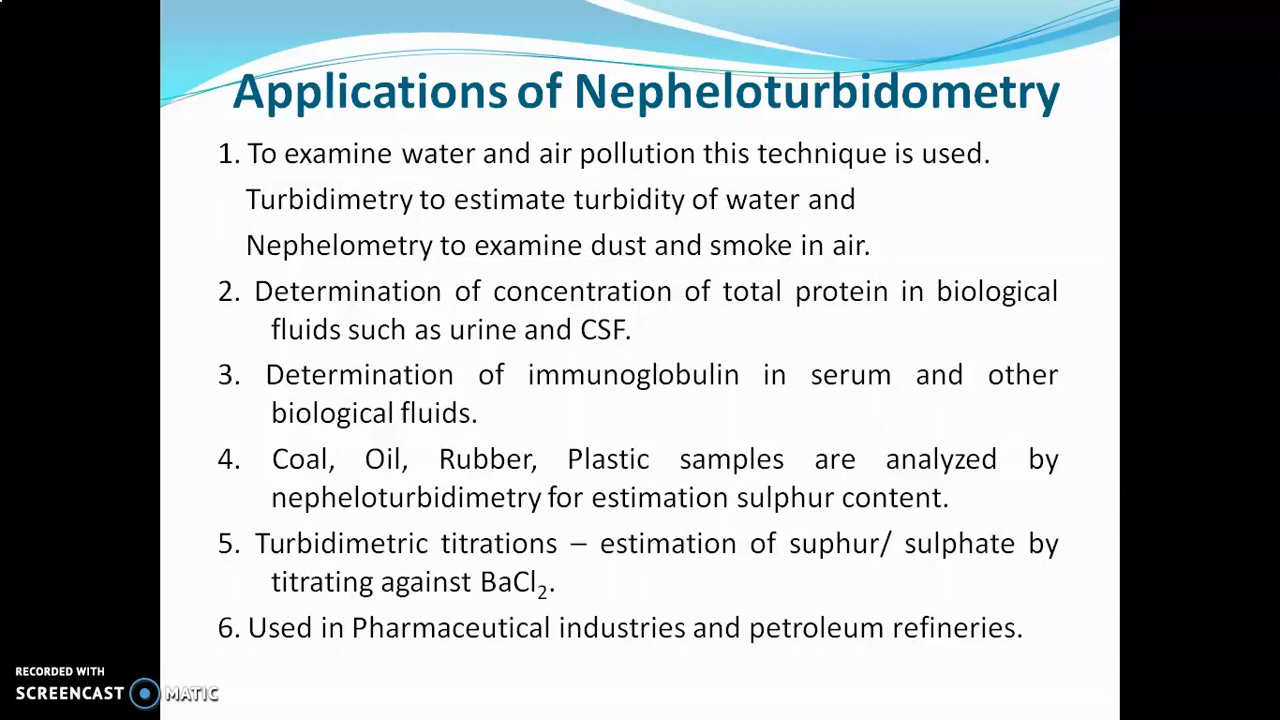 Applications of Nepheloturbidometry
1. To examine water and air pollution this technique is used.
Turbidimetry to estimate turbidity of water and
Nephelometry to examine dust and smoke in air.
2. Determination of concentration of total protein in biological
fluids such as urine and CSF.
3. Determination of immunoglobulin in serum and other
biological fluids.
4. Coal, Oil, Rubber, Plastic samples are analyzed by
nepheloturbidimetry for estimation sulphur content.
5. Turbidimetric titrations – estimation of suphur/ sulphate by
titrating against BaCl₂.
6. Used in Pharmaceutical industries and petroleum refineries.
RECORDED WITH
SCREENCAST MATIC